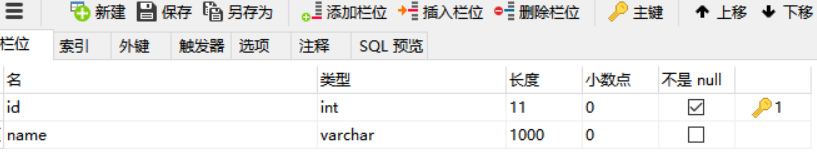 新建 保存 另存为 添加栏位 插入栏位 删除栏位 主键 上移 下移
栏位 索引 外键 触发器 选项 注释 SQL 预览
名 类型 长度 小数点 不是 null
id int 11 0 1
name varchar 1000 0